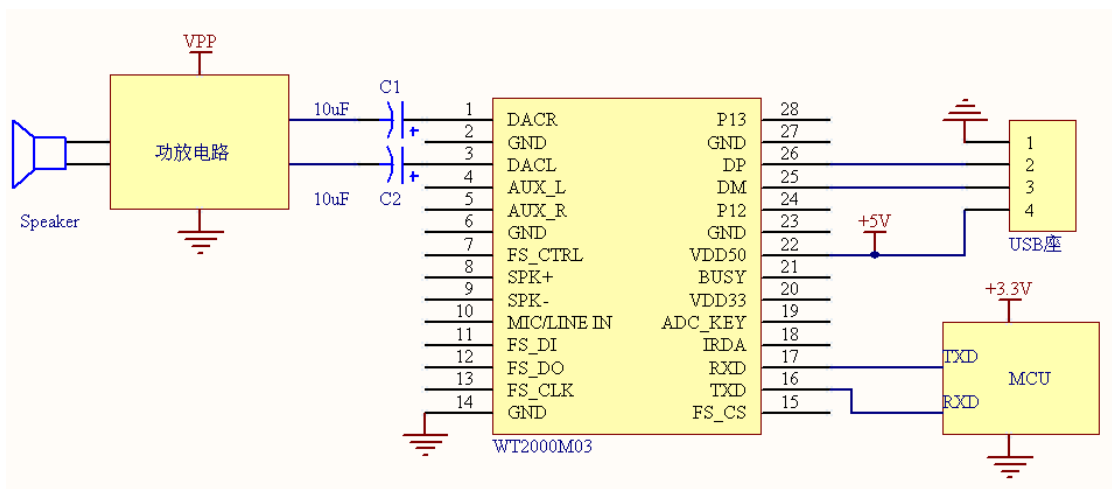 VPP
功放电路
Speaker
10uF
C1
10uF
C2
1 DACR
2 GND
3 DACL
4 AUX_L
5 AUX_R
6 GND
7 FS_CTRL
8 SPK+
9 SPK-
10 MIC/LINE IN
11 FS_DI
12 FS_DO
13 FS_CLK
14 GND
P13 28
GND 27
DP 26
DM 25
P12 24
GND 23
VDD50 22
BUSY 21
VDD33 20
ADC_KEY 19
IRDA 18
RXD 17
TXD 16
FS_CS 15
WT2000M03
1
2
3
4
USB座
+5V
+3.3V
TXD
MCU
RXD